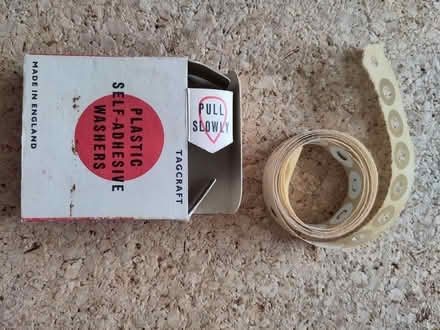 TAGCRAFT
PLASTIC
SELF-ADHESIVE
WASHERS
MADE IN ENGLAND
PULL
SLOWLY